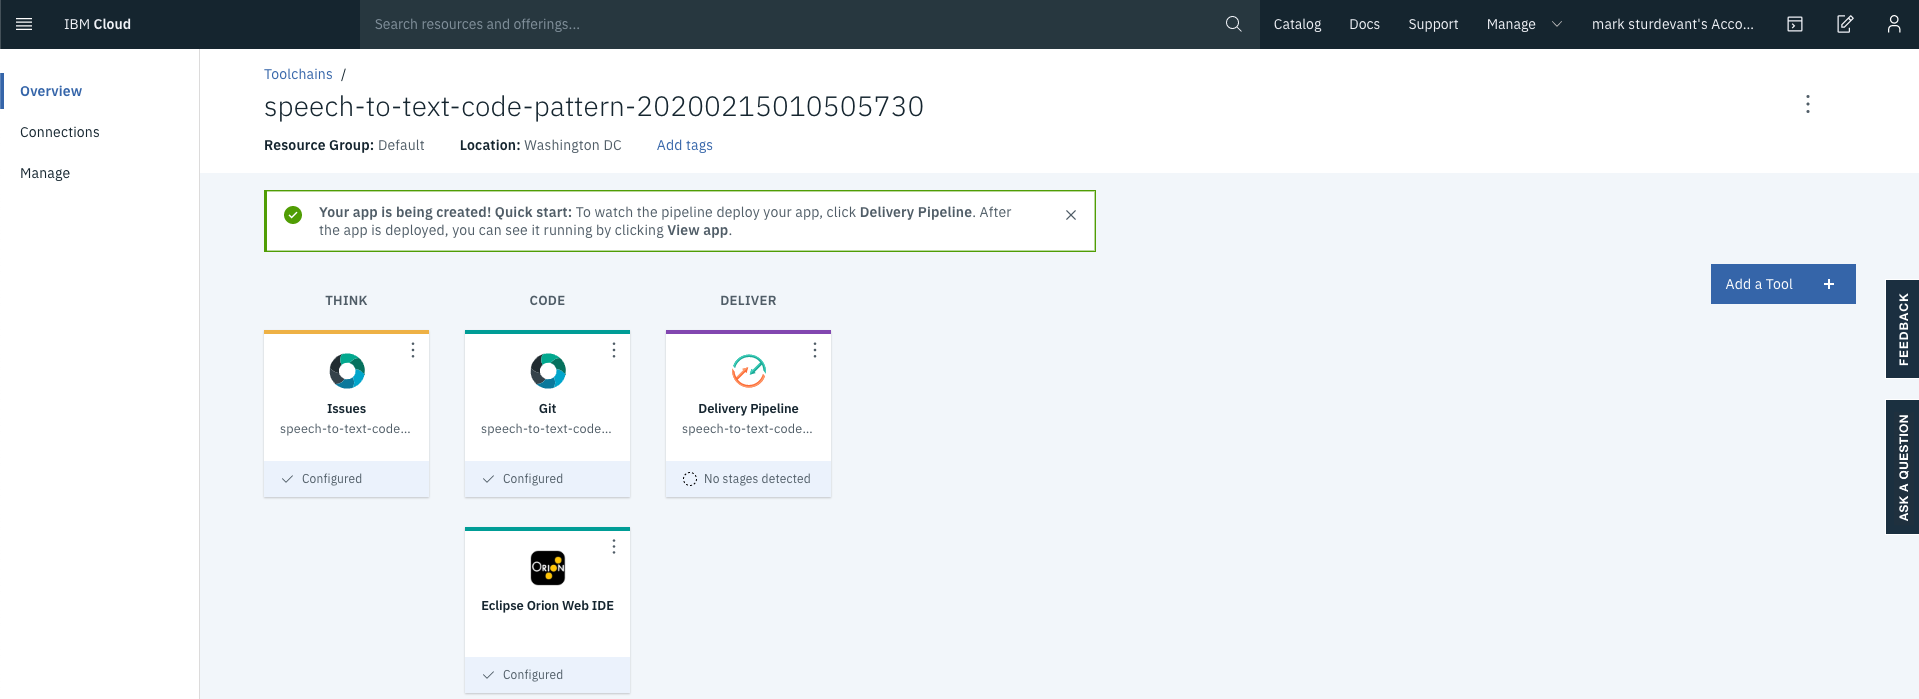 IBM Cloud
Search resources and offerings...
Catalog
Docs
Support
Manage
mark sturdevant's Acco...
Overview
Connections
Manage
Toolchains /
speech-to-text-code-pattern-20200215010505730
Resource Group: Default
Location: Washington DC
Add tags
Your app is being created! Quick start: To watch the pipeline deploy your app, click Delivery Pipeline. After
the app is deployed, you can see it running by clicking View app.
Add a Tool +
THINK
CODE
DELIVER
Issues
speech-to-text-code...
Configured
Git
speech-to-text-code...
Configured
Delivery Pipeline
speech-to-text-code...
No stages detected
ORION
Eclipse Orion Web IDE
Configured
FEEDBACK
ASK A QUESTION